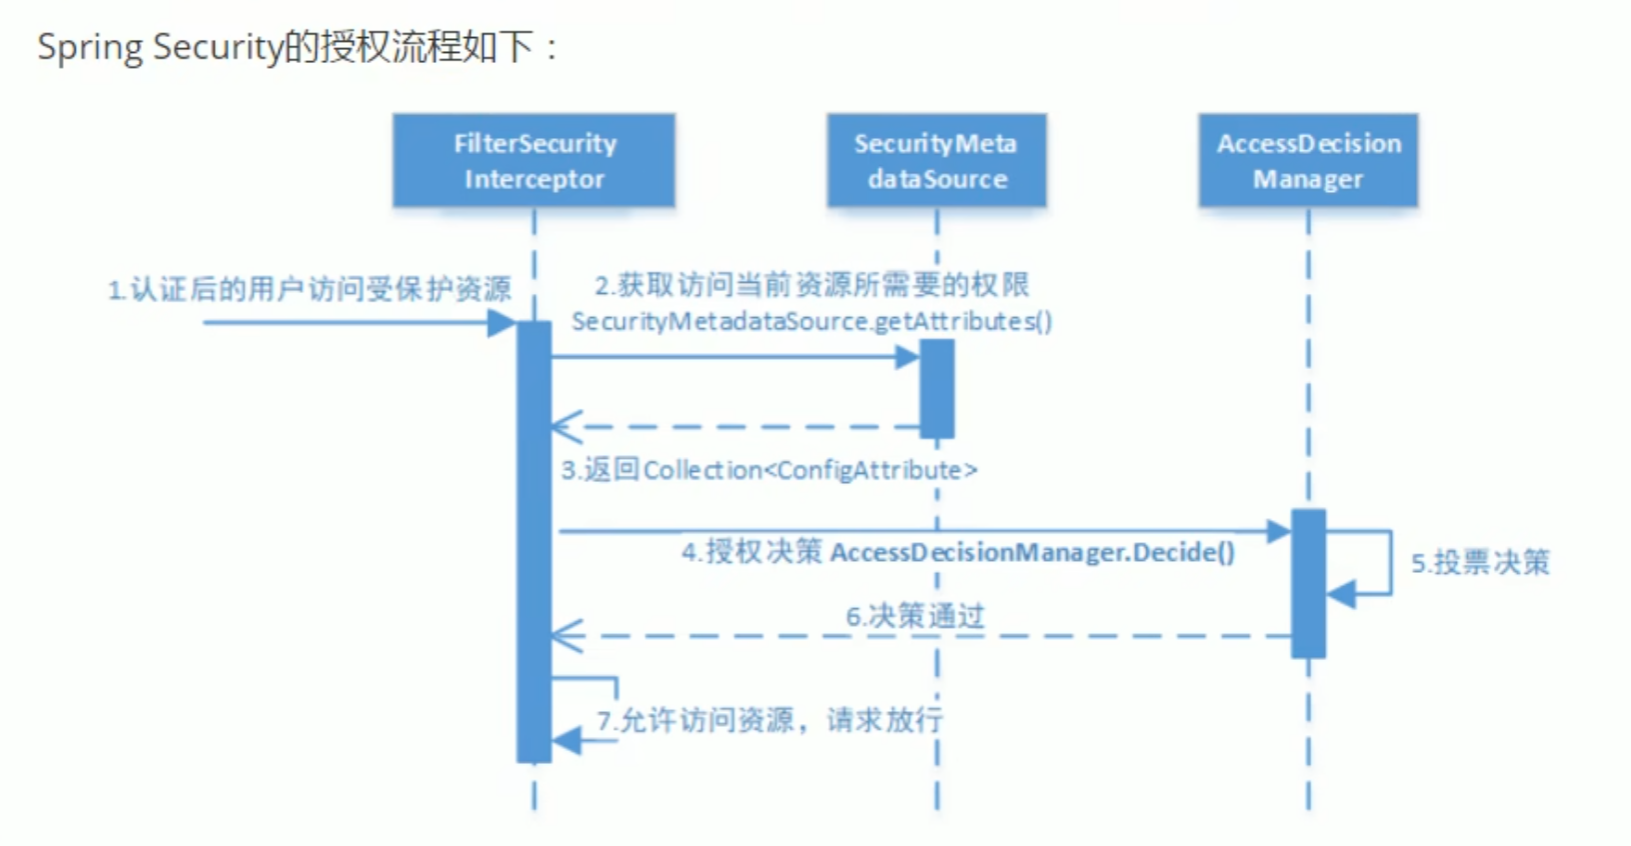 Spring Security的授权流程如下：
FilterSecurity
Interceptor
SecurityMeta
dataSource
AccessDecision
Manager
1.认证后的用户访问受保护资源
2.获取访问当前资源所需要的权限
SecurityMetadataSource.getAttributes()
3.返回Collection<ConfigAttribute>
4.授权决策 AccessDecisionManager.Decide()
5.投票决策
6.决策通过
7.允许访问资源，请求放行